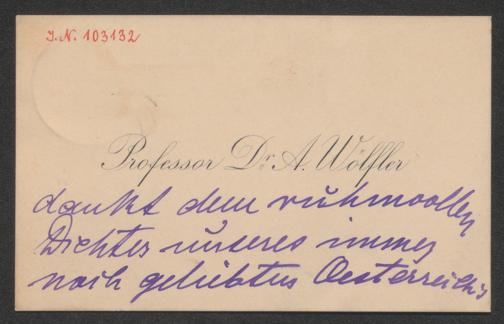 J.N. 103132
Professor Dr. A. Wölfler
dankt dem ruhmvollen
Dichter unseres immer
noch geliebten Oesterreichs